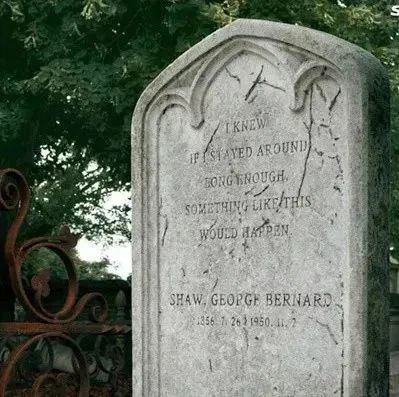 I KNEW
IF I STAYED AROUND
LONG ENOUGH,
SOMETHING LIKE THIS
WOULD HAPPEN.
SHAW, GEORGE BERNARD
1856. 7. 26 / 1950. 11. 2